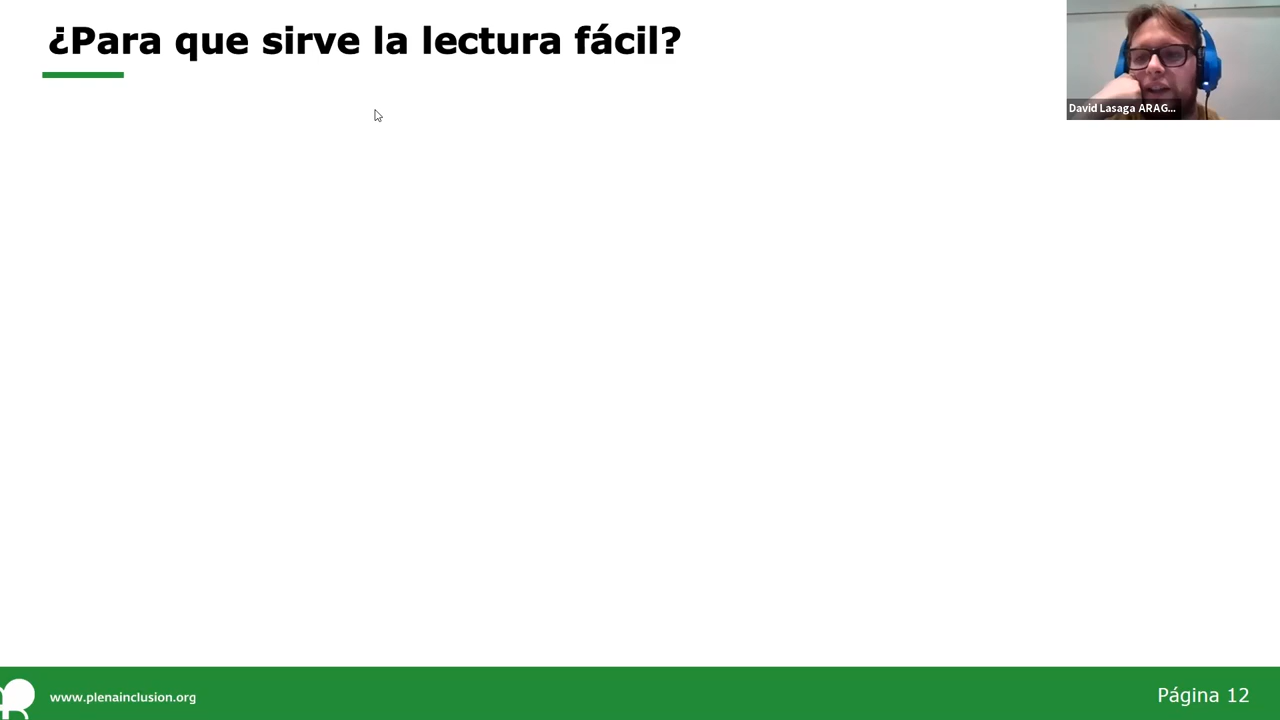 ¿Para que sirve la lectura fácil?
David Lasaga ARAG...
www.plenainclusion.org
Página 12